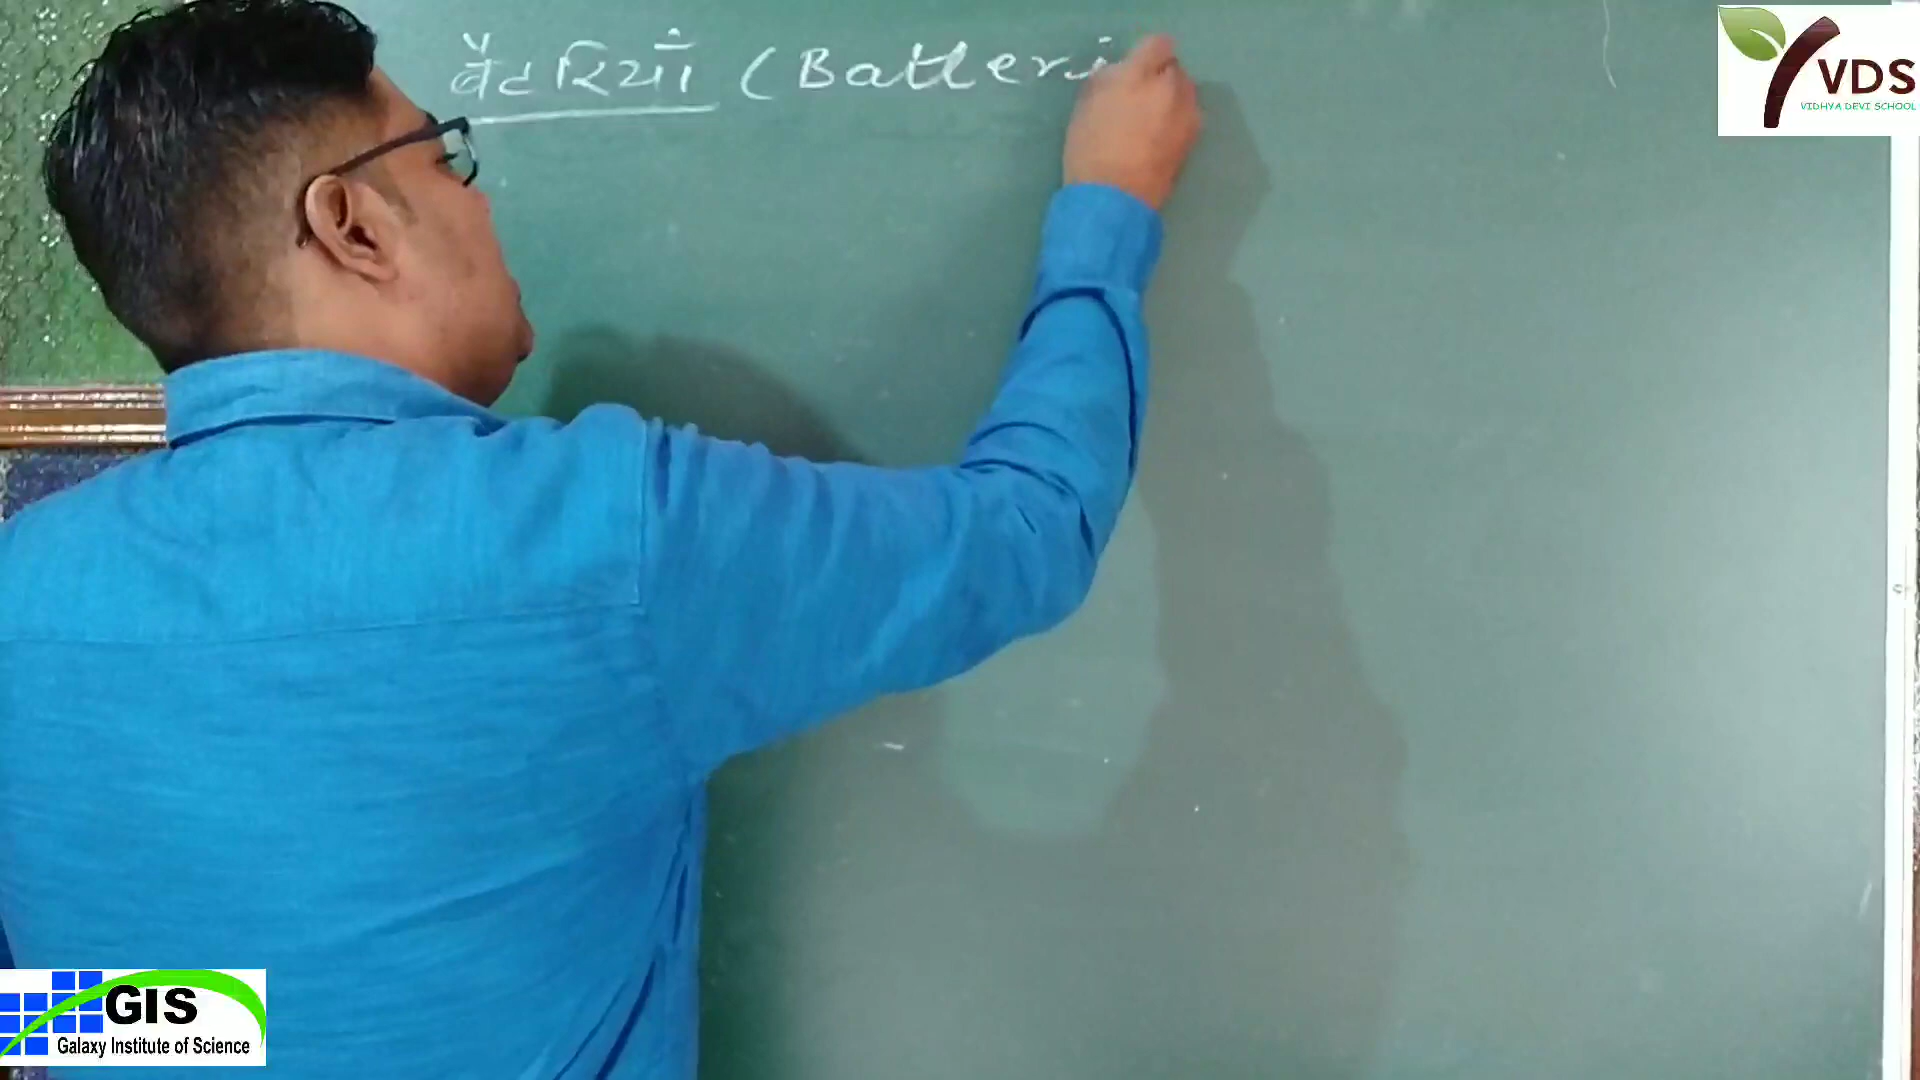 बैटरियाँ (Batteri
VDS
VIDHYA DEVI SCHOOL
GIS
Galaxy Institute of Science